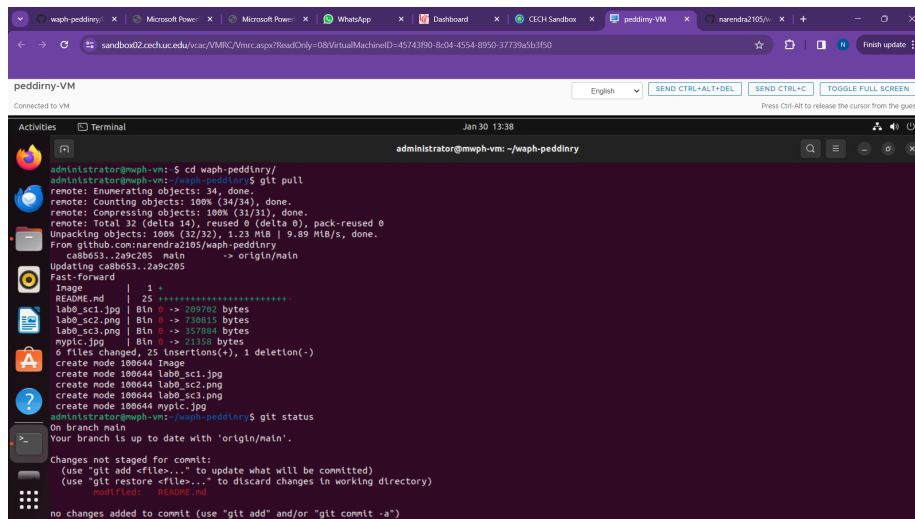 waph-peddinry/
Microsoft Power
Microsoft Power
WhatsApp
Dashboard
CECH Sandbox
peddirny-VM
narendra2105/w
Finish update
sandbox02.cech.uc.edu/vcac/VMRC/Vmrc.aspx?ReadOnly=0&VirtualMachineID=45743f90-8c04-4554-8950-37739a5b3f50
N
peddirny-VM
English
SEND CTRL+ALT+DEL
SEND CTRL+C
TOGGLE FULL SCREEN
Connected to VM
Press Ctrl-Alt to release the cursor from the gues
Activities
Terminal
Jan 30 13:38
administrator@mwph-vm: ~/waph-peddinry
administrator@mwph-vm:~$ cd waph-peddinry/
administrator@mwph-vm:~/waph-peddinry$ git pull
remote: Enumerating objects: 34, done.
remote: Counting objects: 100% (34/34), done.
remote: Compressing objects: 100% (31/31), done.
remote: Total 32 (delta 14), reused 0 (delta 0), pack-reused 0
Unpacking objects: 100% (32/32), 1.23 MiB | 9.89 MiB/s, done.
From github.com:narendra2105/waph-peddinry
ca8b653..2a9c205 main -> origin/main
Updating ca8b653..2a9c205
Fast-forward
Image | 1 +
README.md | 25 ++++++++++++++++++++++++-
lab0_sc1.jpg | Bin 0 -> 209702 bytes
lab0_sc2.png | Bin 0 -> 730815 bytes
lab0_sc3.png | Bin 0 -> 357884 bytes
mypic.jpg | Bin 0 -> 21358 bytes
6 files changed, 25 insertions(+), 1 deletion(-)
create mode 100644 Image
create mode 100644 lab0_sc1.jpg
create mode 100644 lab0_sc2.png
create mode 100644 lab0_sc3.png
create mode 100644 mypic.jpg
administrator@mwph-vm:~/waph-peddinry$ git status
On branch main
Your branch is up to date with 'origin/main'.
Changes not staged for commit:
(use "git add <file>..." to update what will be committed)
(use "git restore <file>..." to discard changes in working directory)
modified: README.md
no changes added to commit (use "git add" and/or "git commit -a")